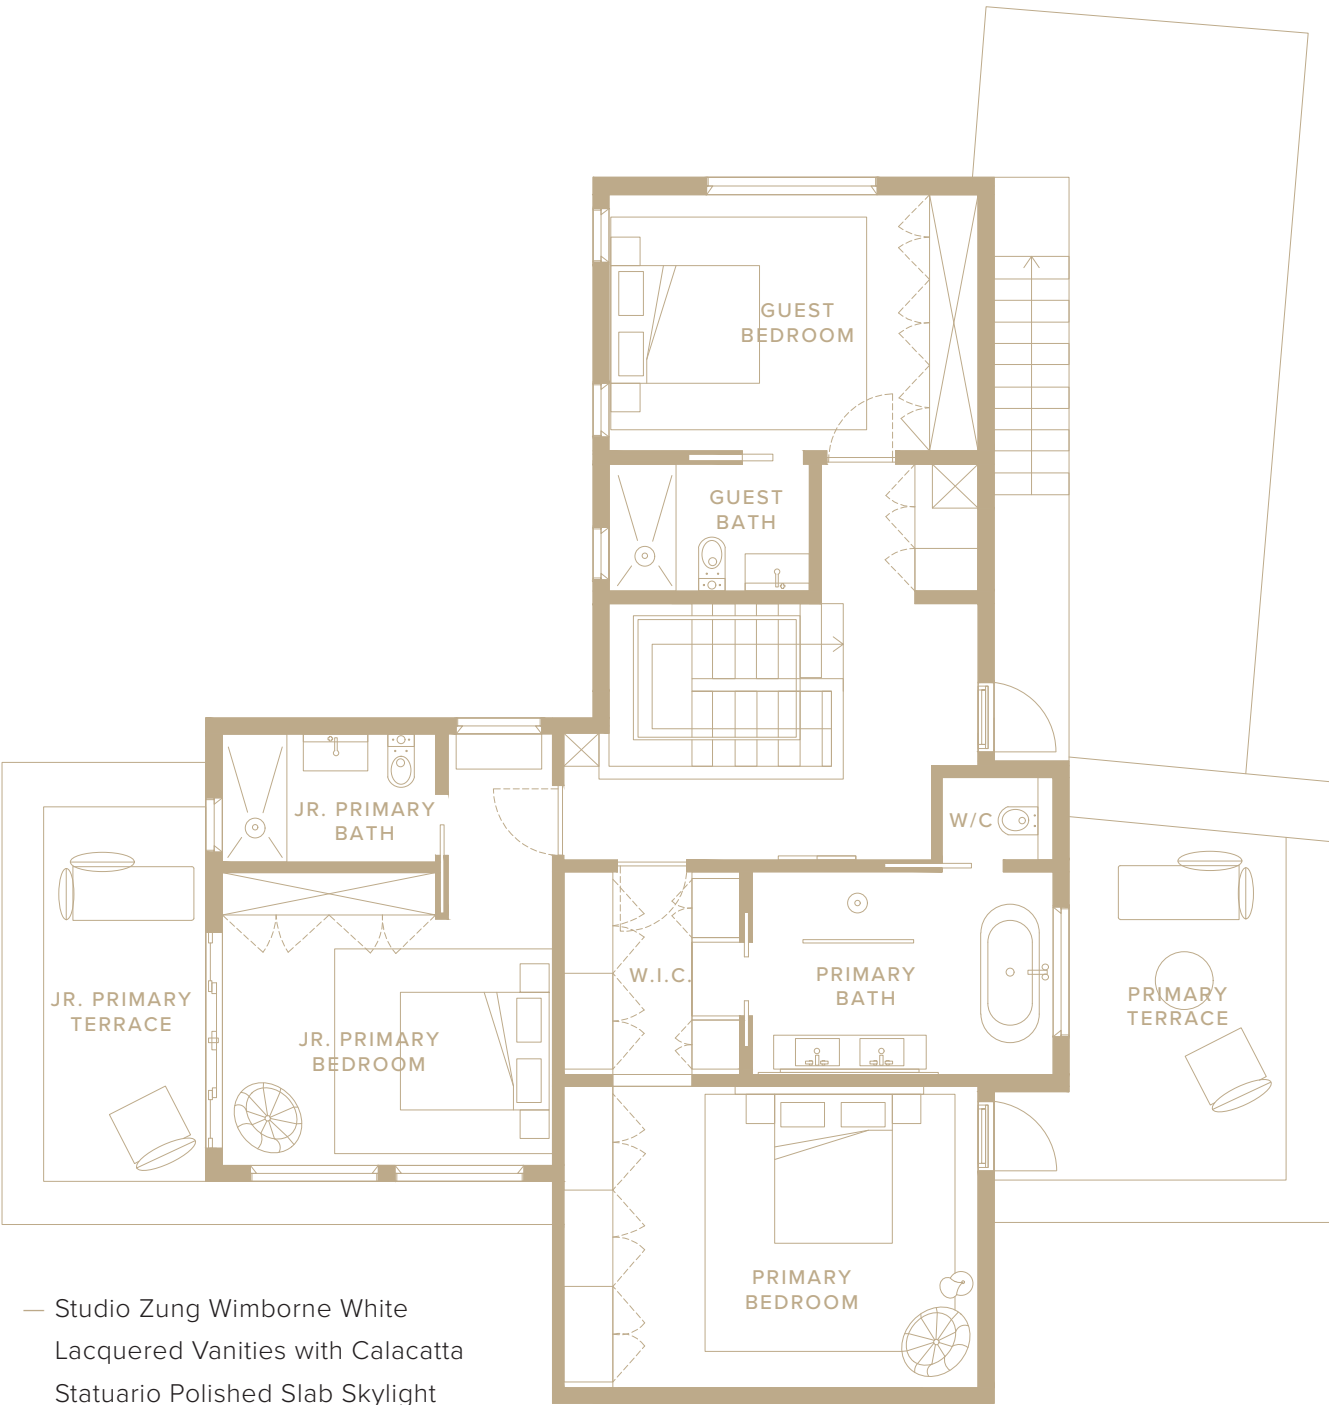 GUEST
BEDROOM
GUEST
BATH
JR. PRIMARY
BATH
W/C
W.I.C.
PRIMARY
BATH
JR. PRIMARY
TERRACE
PRIMARY
TERRACE
JR. PRIMARY
BEDROOM
PRIMARY
BEDROOM
— Studio Zung Wimborne White
Lacquered Vanities with Calacatta
Statuario Polished Slab Skylight